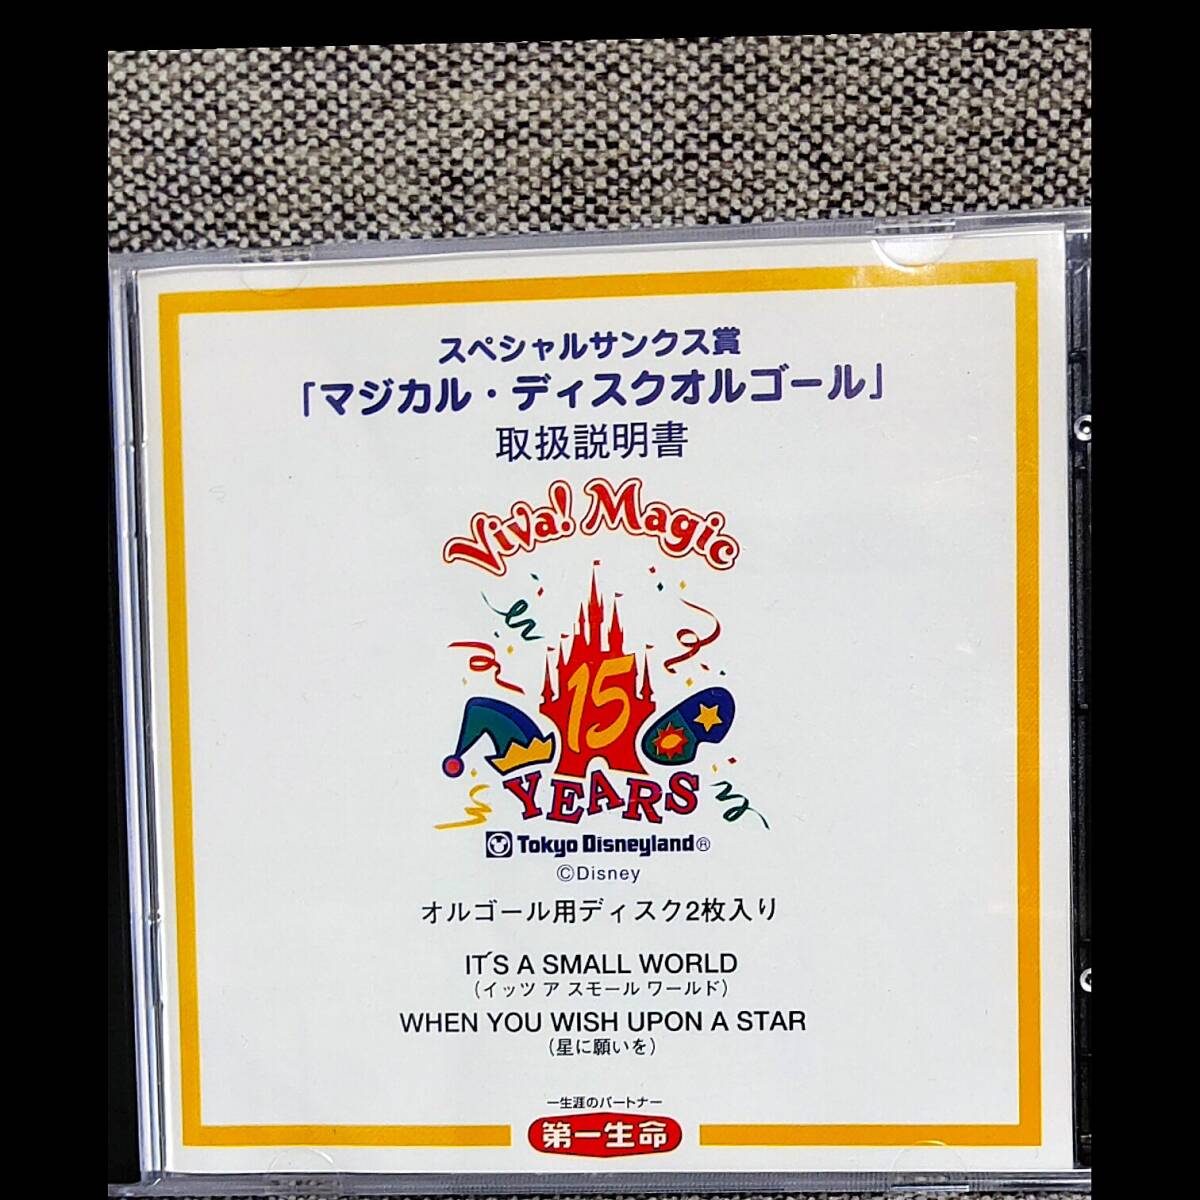 スペシャルサンクス賞
「マジカル・ディスクオルゴール」
取扱説明書
Viva! Magic
15
YEARS
Tokyo Disneyland®
©Disney
オルゴール用ディスク2枚入り
IT'S A SMALL WORLD
(イッツ ア スモール ワールド)
WHEN YOU WISH UPON A STAR
(星に願いを)
一生涯のパートナー
第一生命